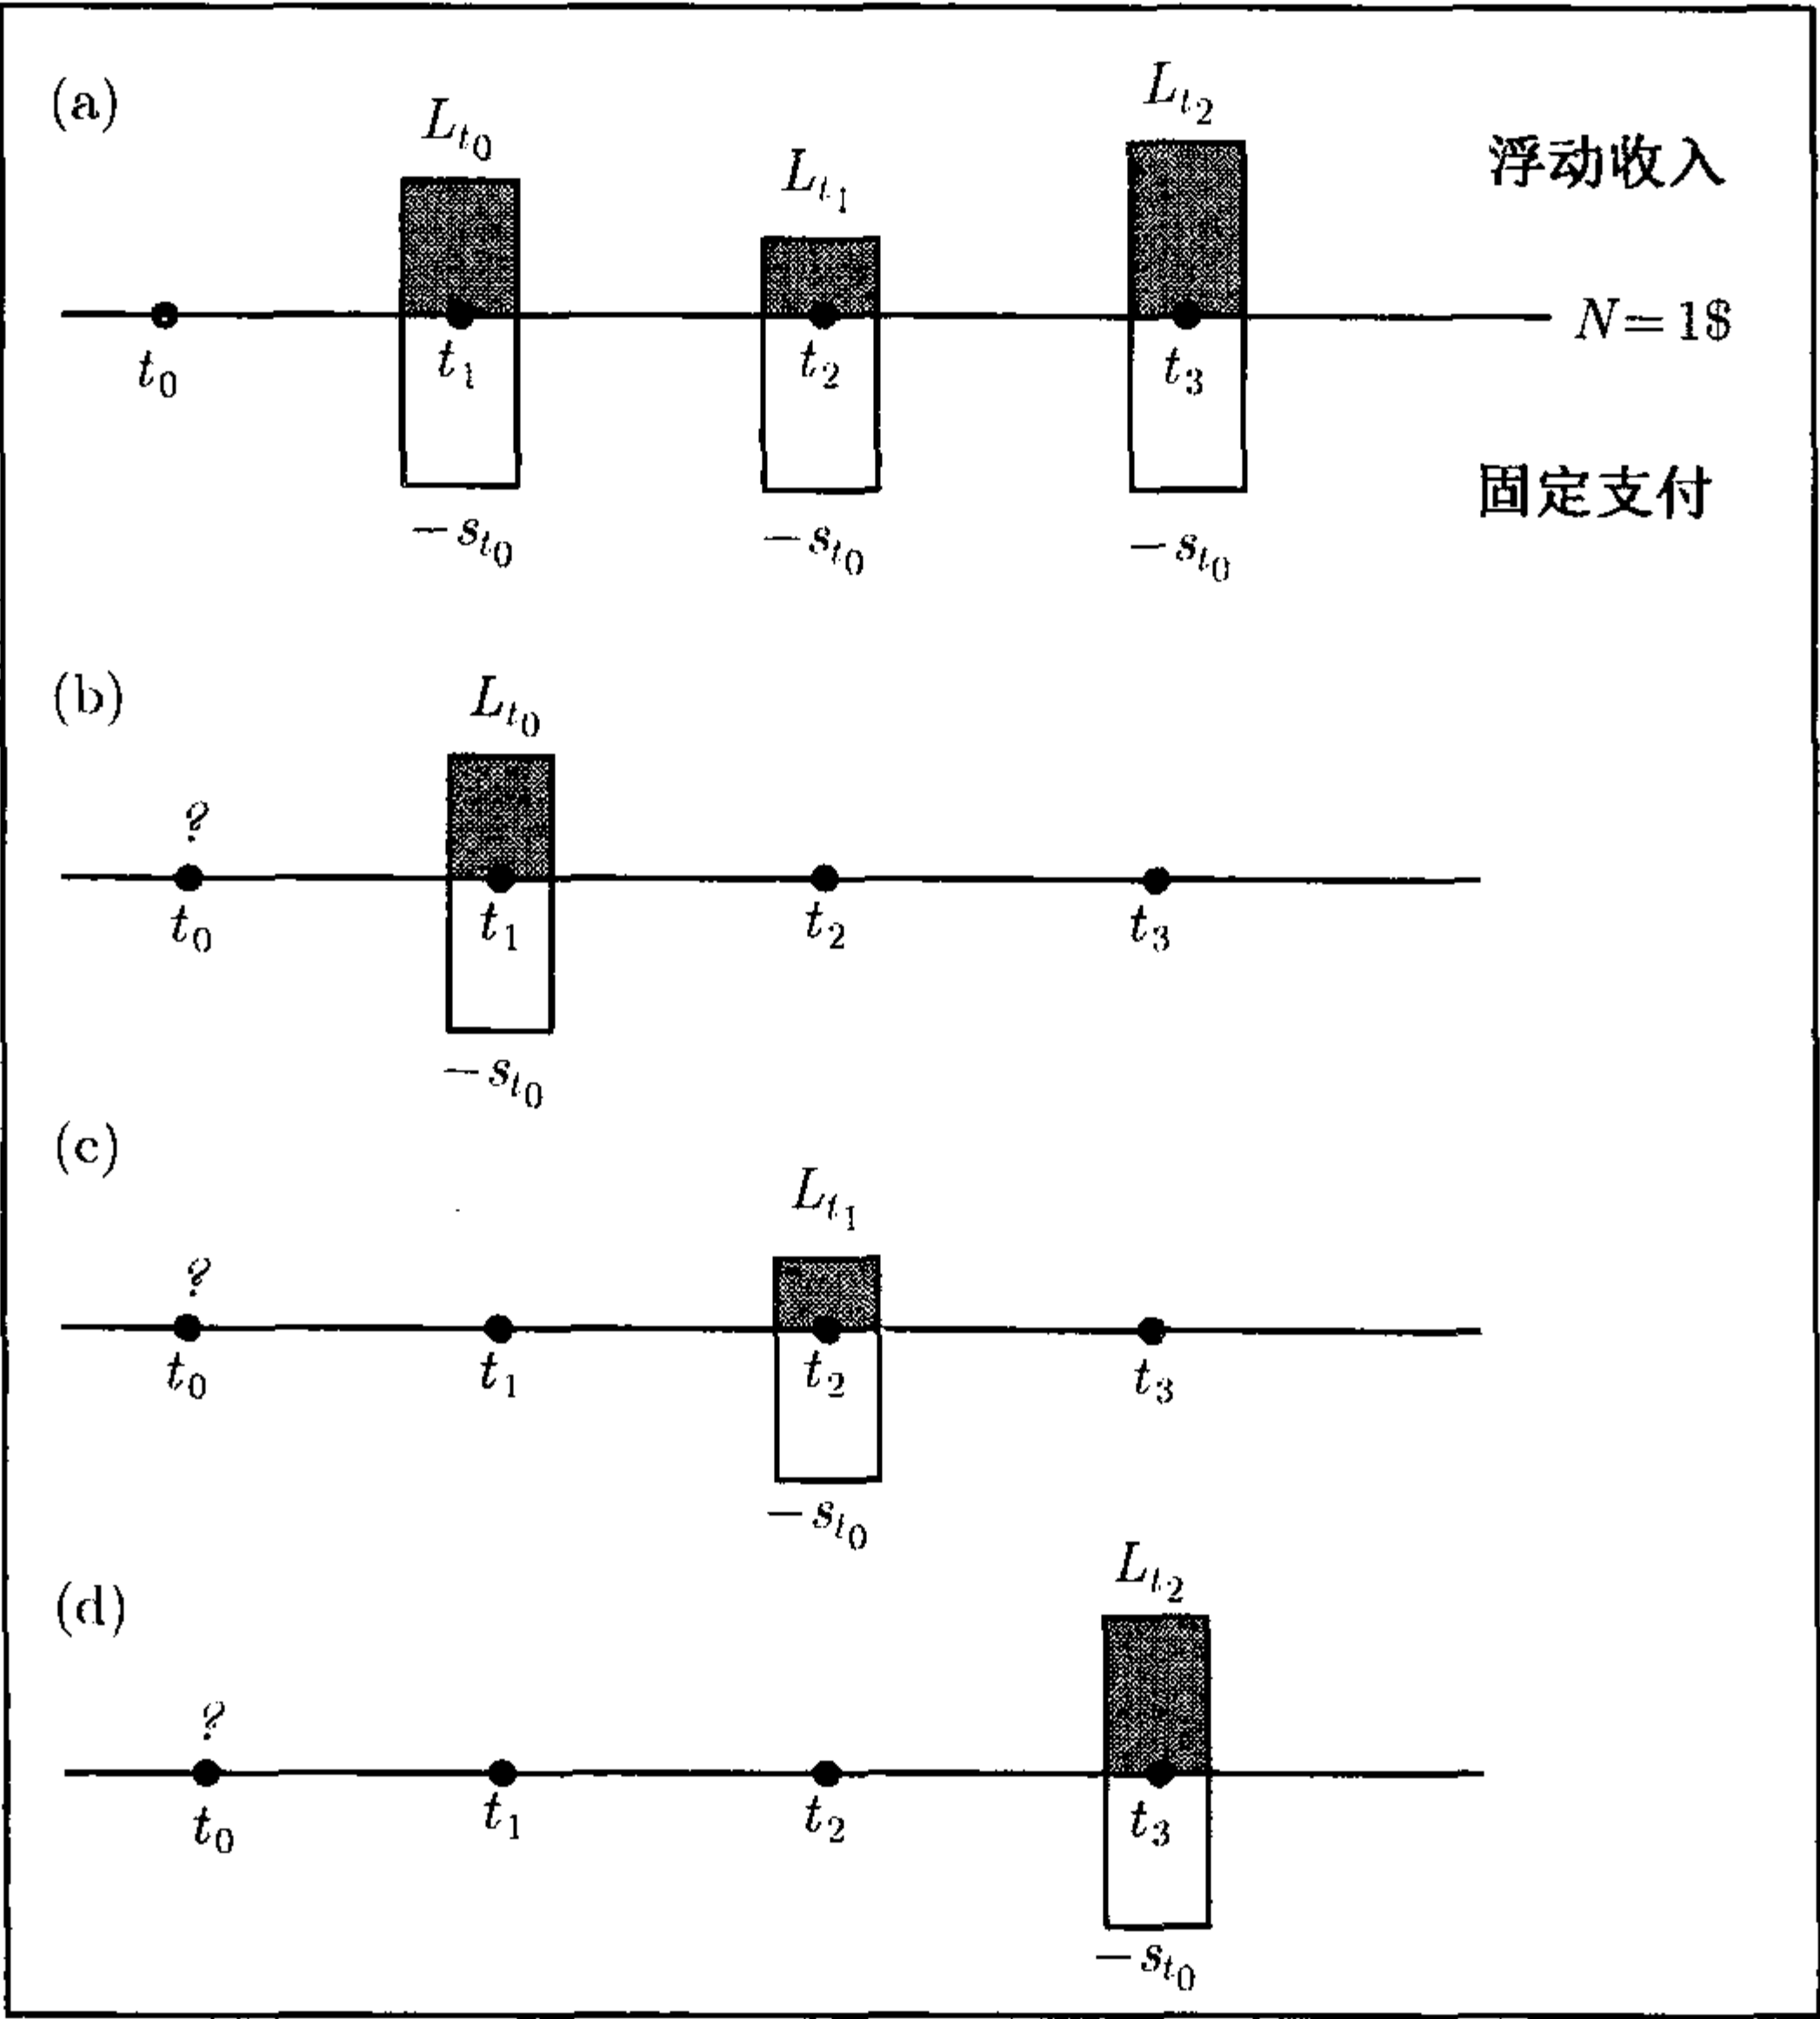 (a)
L_{t_0} L_{t_1} L_{t_2}
浮动收入
t_0 t_1 t_2 t_3 N=1$
固定支付
-s_{t_0} -s_{t_0} -s_{t_0}
(b)
L_{t_0}
?
t_0 t_1 t_2 t_3
-s_{t_0}
(c)
L_{t_1}
?
t_0 t_1 t_2 t_3
-s_{t_0}
(d)
L_{t_2}
?
t_0 t_1 t_2 t_3
-s_{t_0}